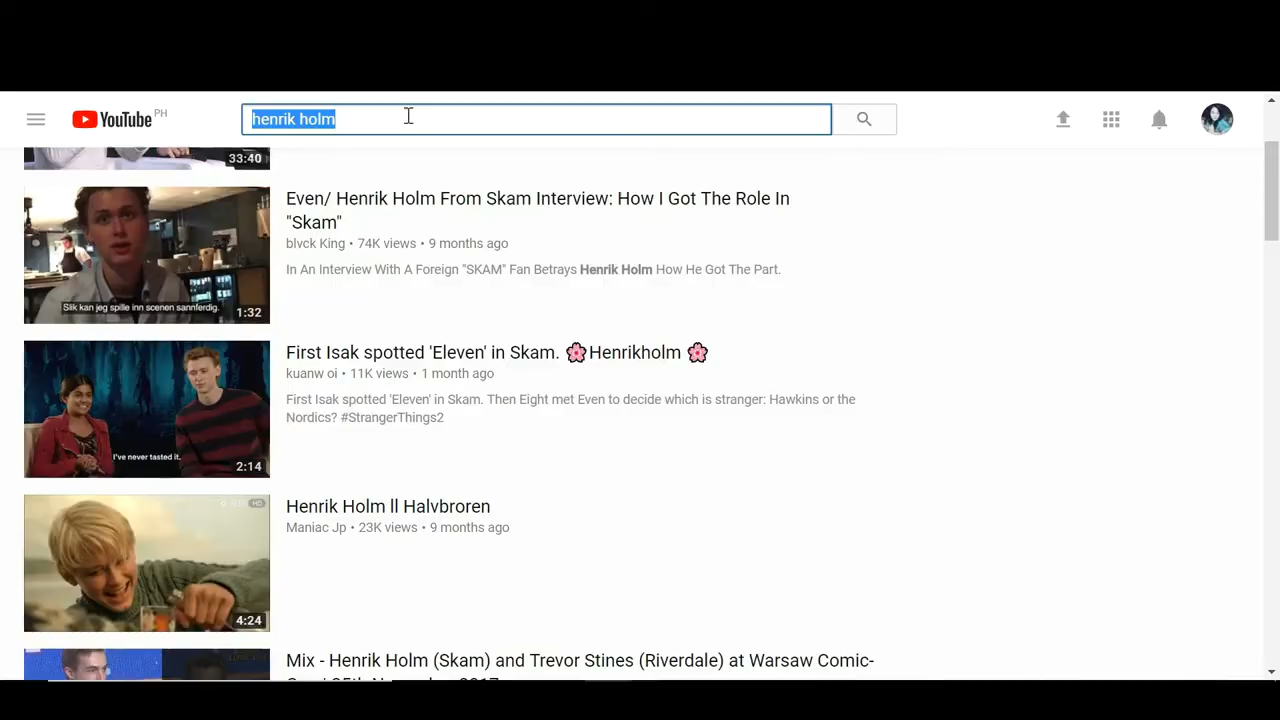 YouTube PH
henrik holm
33:40
Even/ Henrik Holm From Skam Interview: How I Got The Role In
"Skam"
blvck King • 74K views • 9 months ago
In An Interview With A Foreign "SKAM" Fan Betrays Henrik Holm How He Got The Part.
Slik kan jeg spille inn scenen sannferdig.
1:32
First Isak spotted 'Eleven' in Skam. 🌸Henrikholm 🌸
kuanw oi • 11K views • 1 month ago
First Isak spotted 'Eleven' in Skam. Then Eight met Even to decide which is stranger: Hawkins or the
Nordics? #StrangerThings2
I've never tasted it.
2:14
Henrik Holm ll Halvbroren
Maniac Jp • 23K views • 9 months ago
HD
4:24
Mix - Henrik Holm (Skam) and Trevor Stines (Riverdale) at Warsaw Comic-